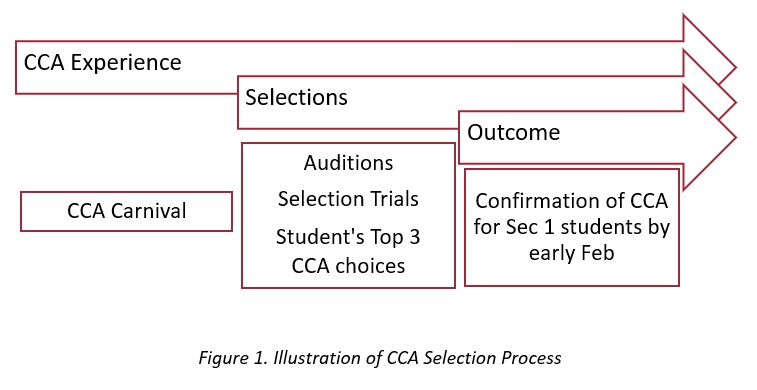 CCA Experience
Selections
Outcome
CCA Carnival
Auditions
Selection Trials
Student's Top 3
CCA choices
Confirmation of CCA
for Sec 1 students by
early Feb
Figure 1. Illustration of CCA Selection Process